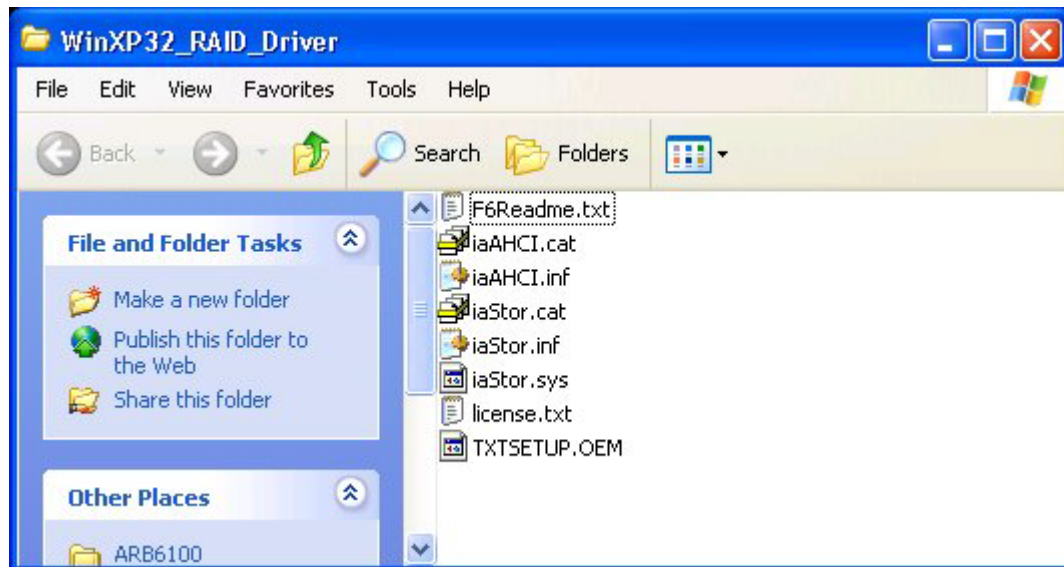 WinXP32_RAID_Driver
File Edit View Favorites Tools Help
Back Search Folders
File and Folder Tasks
Make a new folder
Publish this folder to
the Web
Share this folder
Other Places
ARB6100
F6Readme.txt
iaAHCI.cat
iaAHCI.inf
iaStor.cat
iaStor.inf
iaStor.sys
license.txt
TXTSETUP.OEM